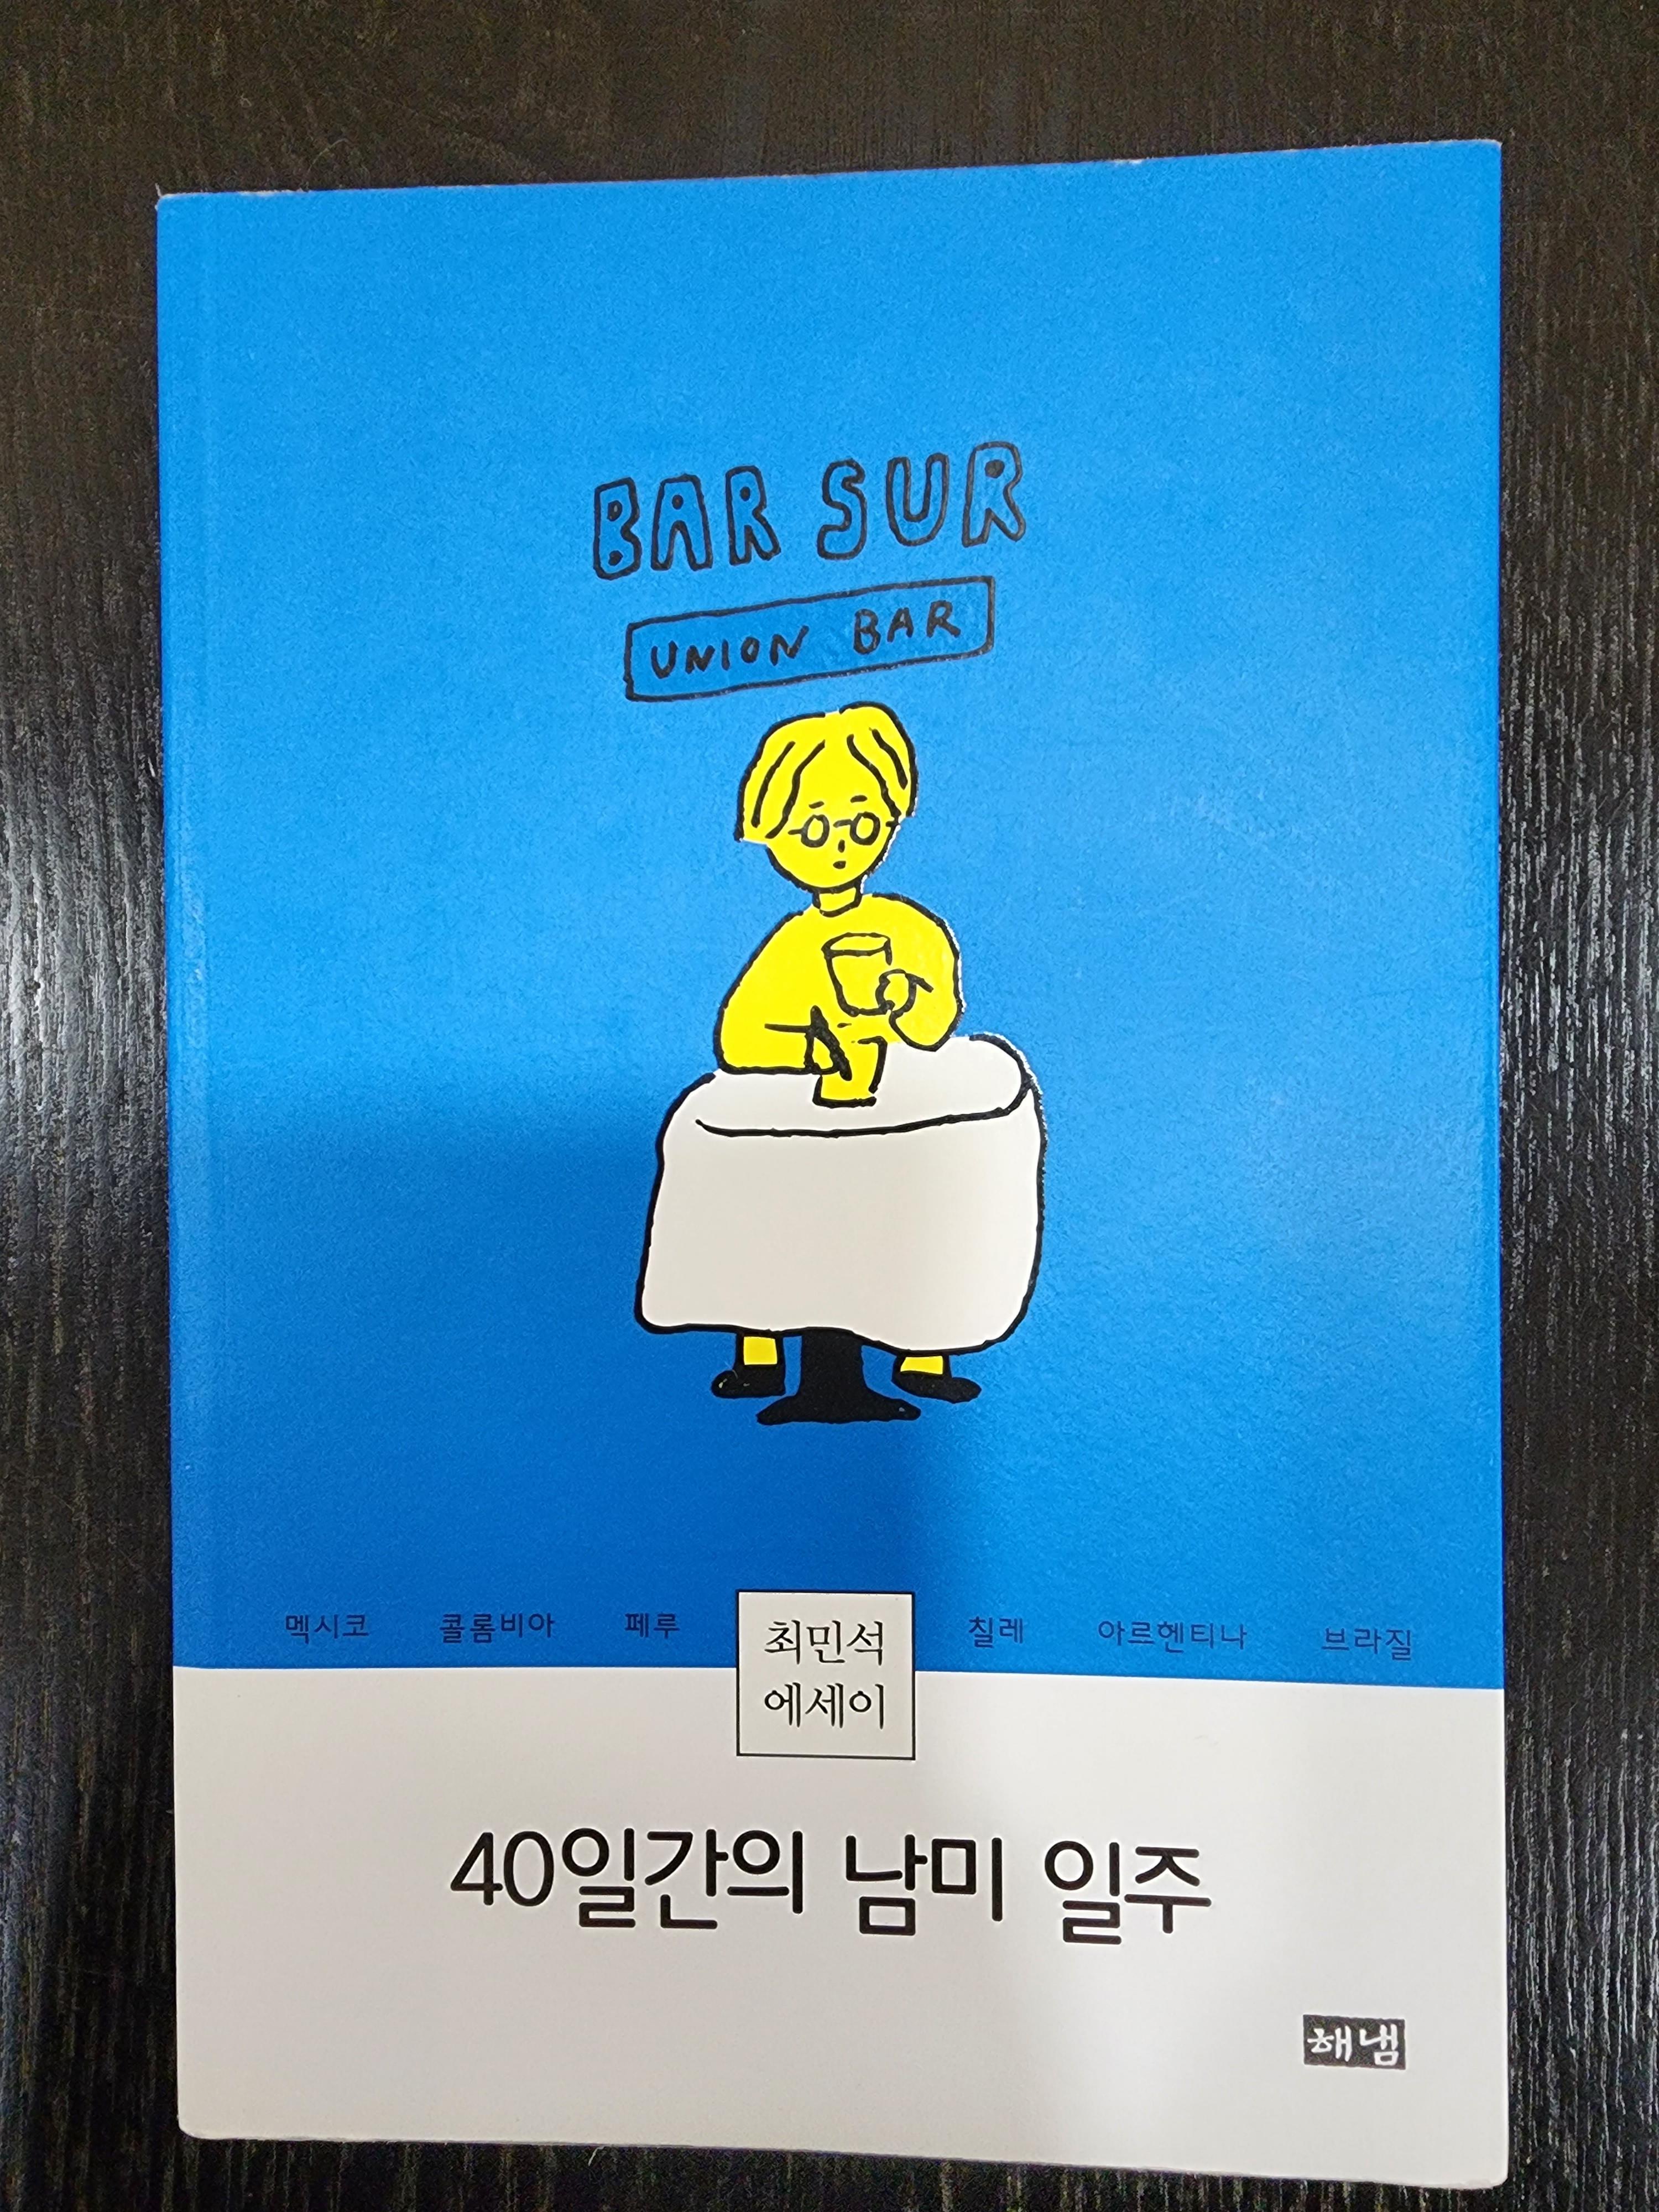 BAR SUR
UNION BAR
멕시코 콜롬비아 페루 칠레 아르헨티나 브라질
최민석
에세이
40일간의 남미 일주
해냄